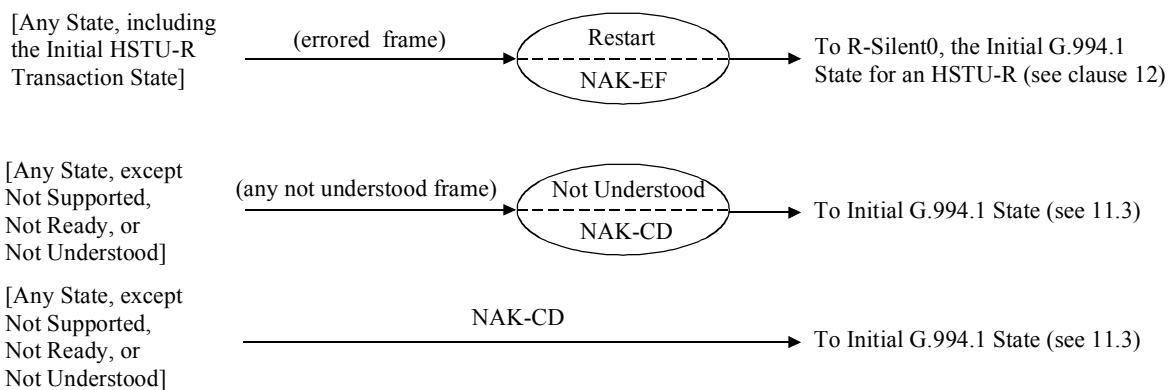 [Any State, including
the Initial HSTU-R
Transaction State]
(errored frame)
Restart
NAK-EF
To R-Silent0, the Initial G.994.1
State for an HSTU-R (see clause 12)
[Any State, except
Not Supported,
Not Ready, or
Not Understood]
(any not understood frame)
Not Understood
NAK-CD
To Initial G.994.1 State (see 11.3)
[Any State, except
Not Supported,
Not Ready, or
Not Understood]
NAK-CD
To Initial G.994.1 State (see 11.3)